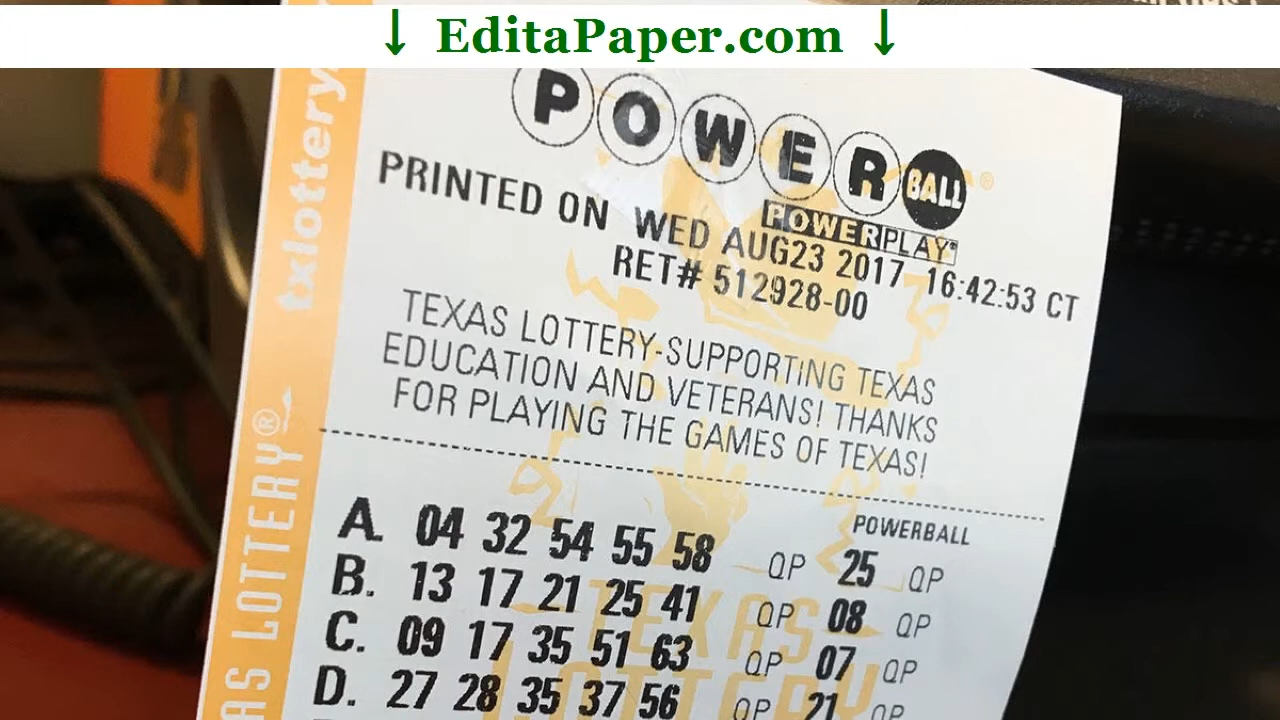 ↓ EditaPaper.com ↓
txlottery
POWERBALL®
POWERPLAY®
PRINTED ON WED AUG23 2017 16:42:53 CT
RET# 512928-00
TEXAS LOTTERY-SUPPORTING TEXAS
EDUCATION AND VETERANS! THANKS
FOR PLAYING THE GAMES OF TEXAS!
POWERBALL
A. 04 32 54 55 58 QP 25 QP
B. 13 17 21 25 41 QP 08 QP
C. 09 17 35 51 63 QP 07 QP
D. 27 28 35 37 56 QP 21 QP
AS LOTTERY®
TEXAS
LOTTERY